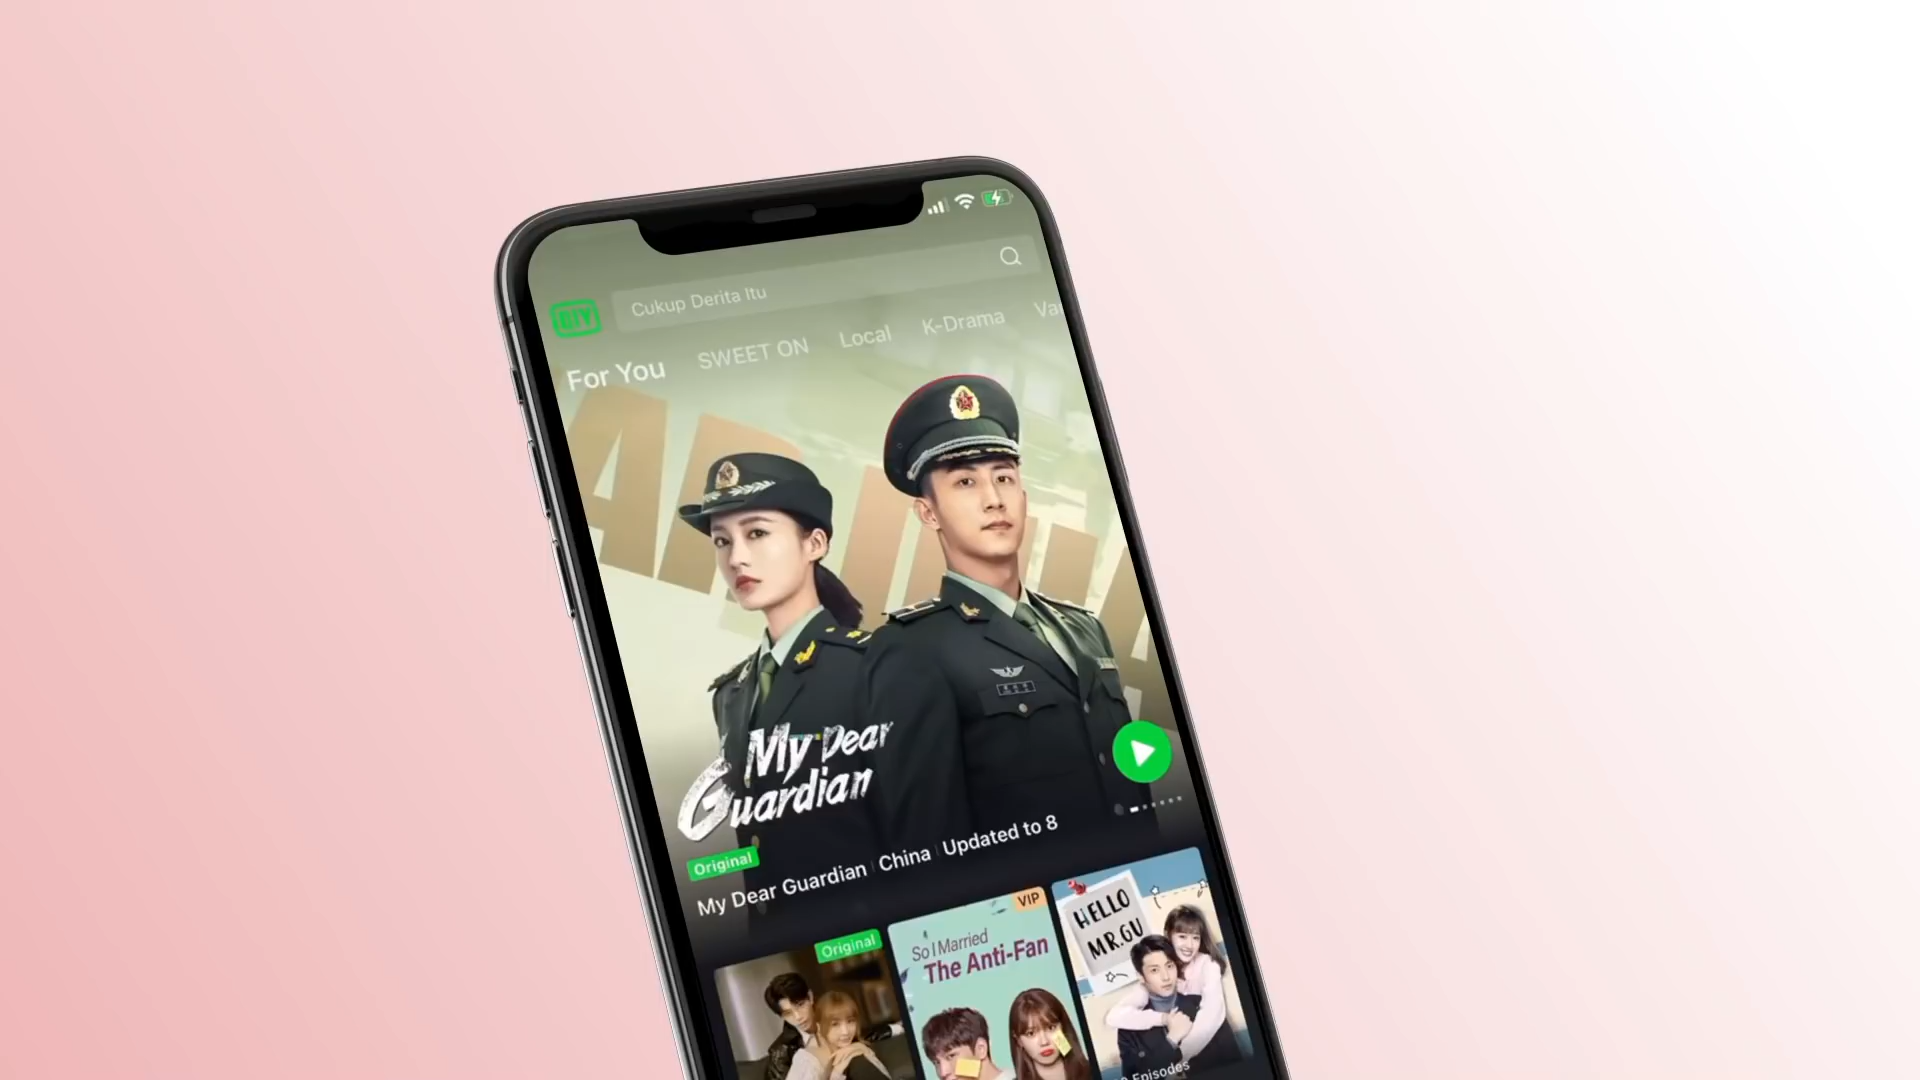 Cukup Derita Itu
For You
SWEET ON
Local
K-Drama
My Dear
Guardian
Original
My Dear Guardian
China
Updated to 8
Original
VIP
So I Married
The Anti-Fan
HELLO
MR.GU
Episodes